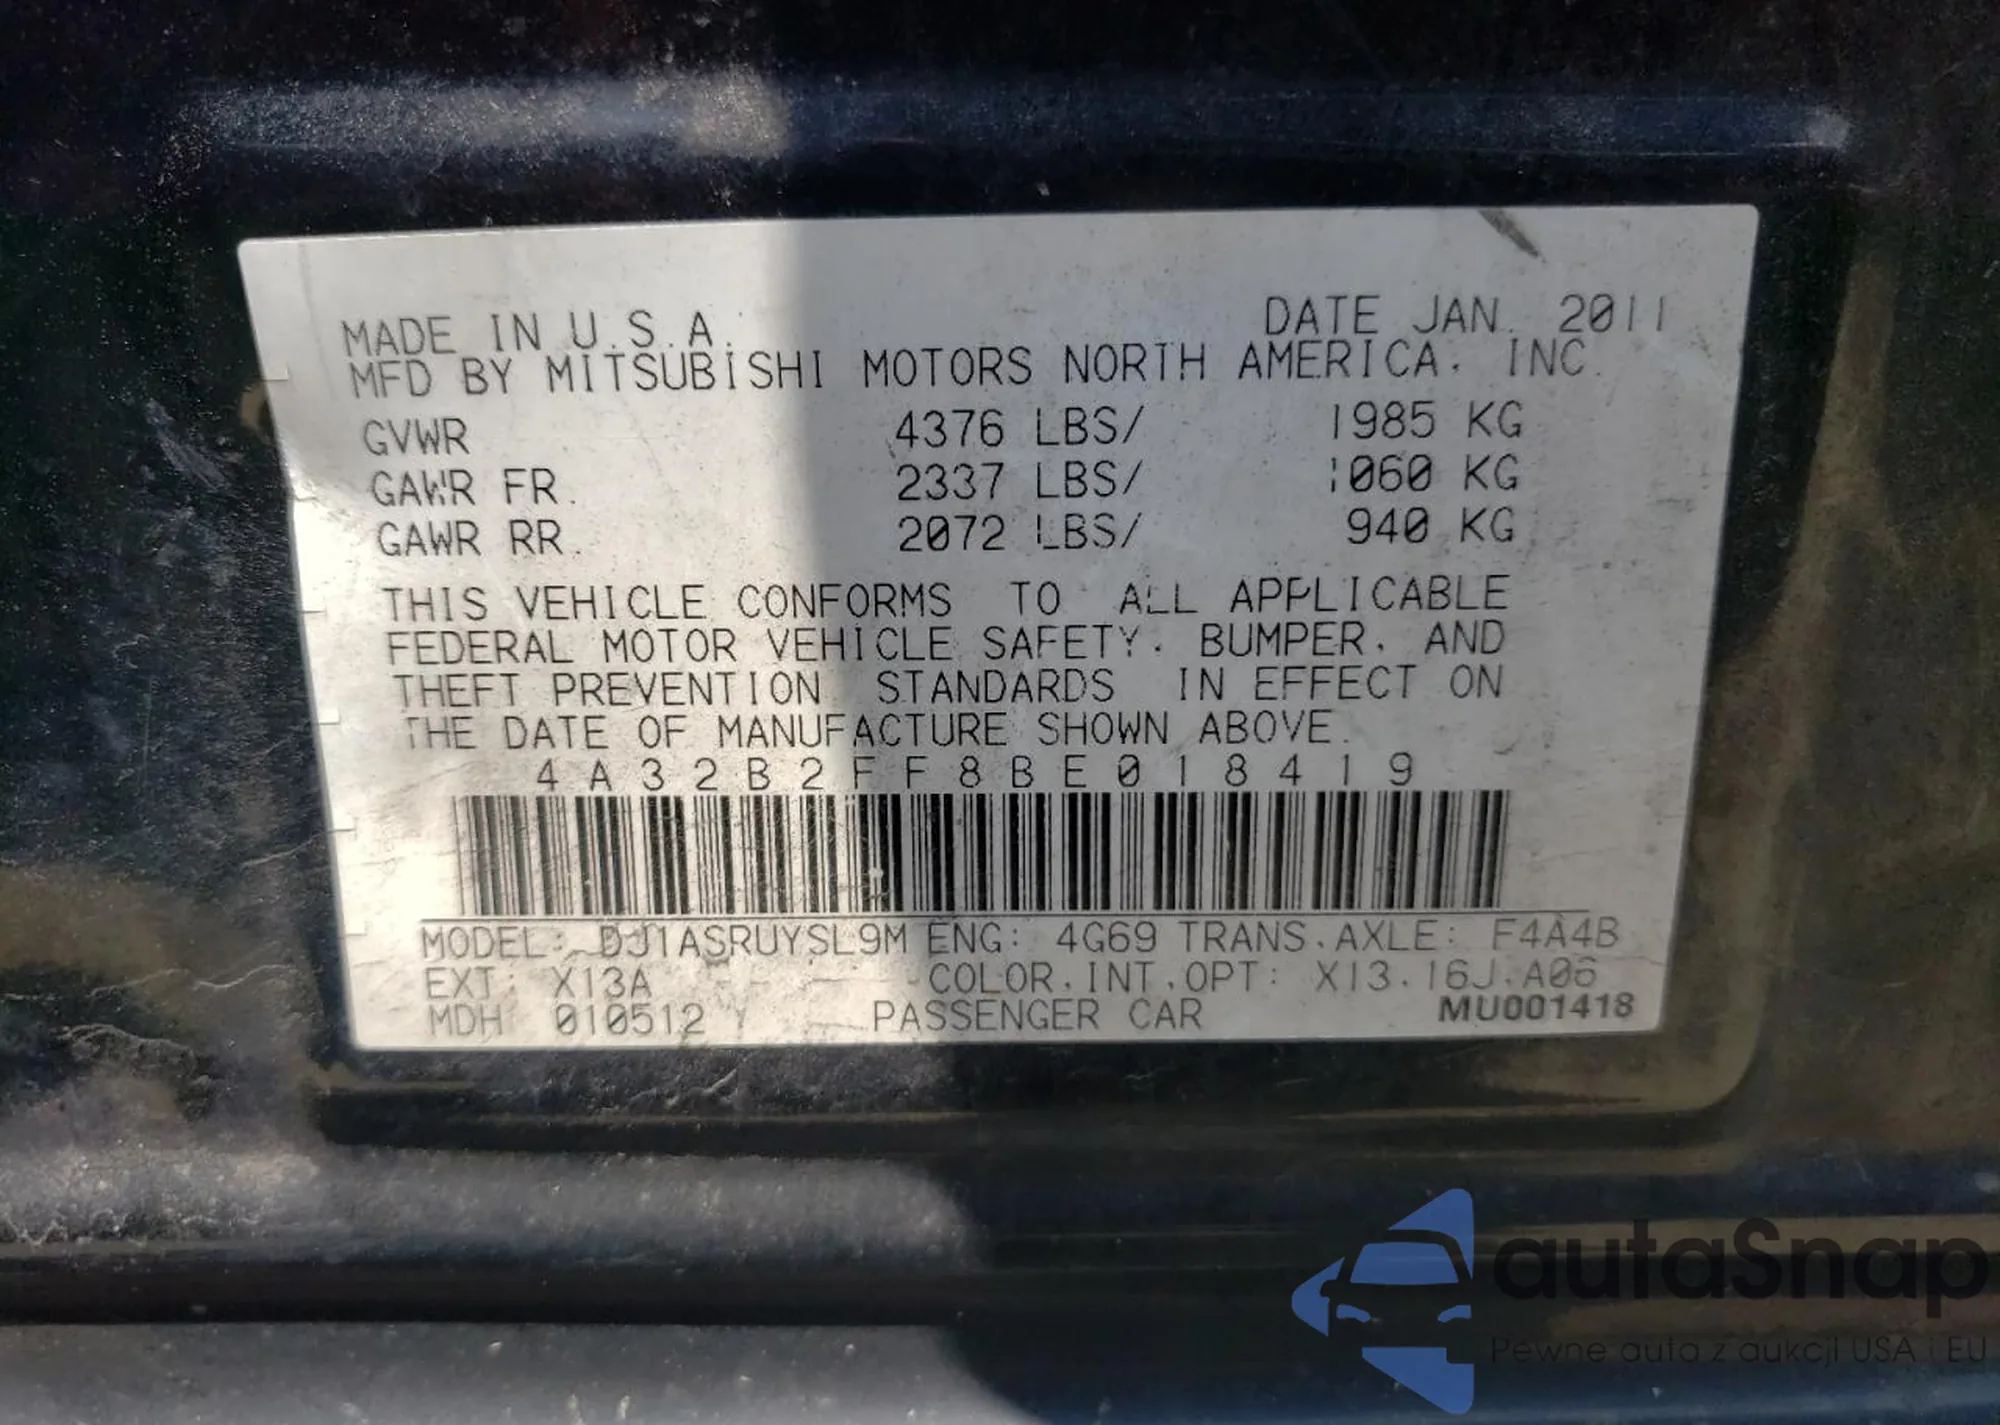 DATE JAN. 2011
MADE IN U.S.A.
MFD BY MITSUBISHI MOTORS NORTH AMERICA. INC.
GVWR 4376 LBS/ 1985 KG
GAWR FR. 2337 LBS/ 1060 KG
GAWR RR. 2072 LBS/ 940 KG
THIS VEHICLE CONFORMS TO ALL APPLICABLE
FEDERAL MOTOR VEHICLE SAFETY. BUMPER. AND
THEFT PREVENTION STANDARDS IN EFFECT ON
THE DATE OF MANUFACTURE SHOWN ABOVE.
4A32B2FF8BE018419
MODEL: DJ1ASRUYSL9M ENG: 4G69 TRANS.AXLE: F4A4B
EXT: X13A COLOR.INT.OPT: X13.16J.A06
MDH 010512 Y PASSENGER CAR MU001418
autaSnap
Pewne auta z aukcji USA i EU